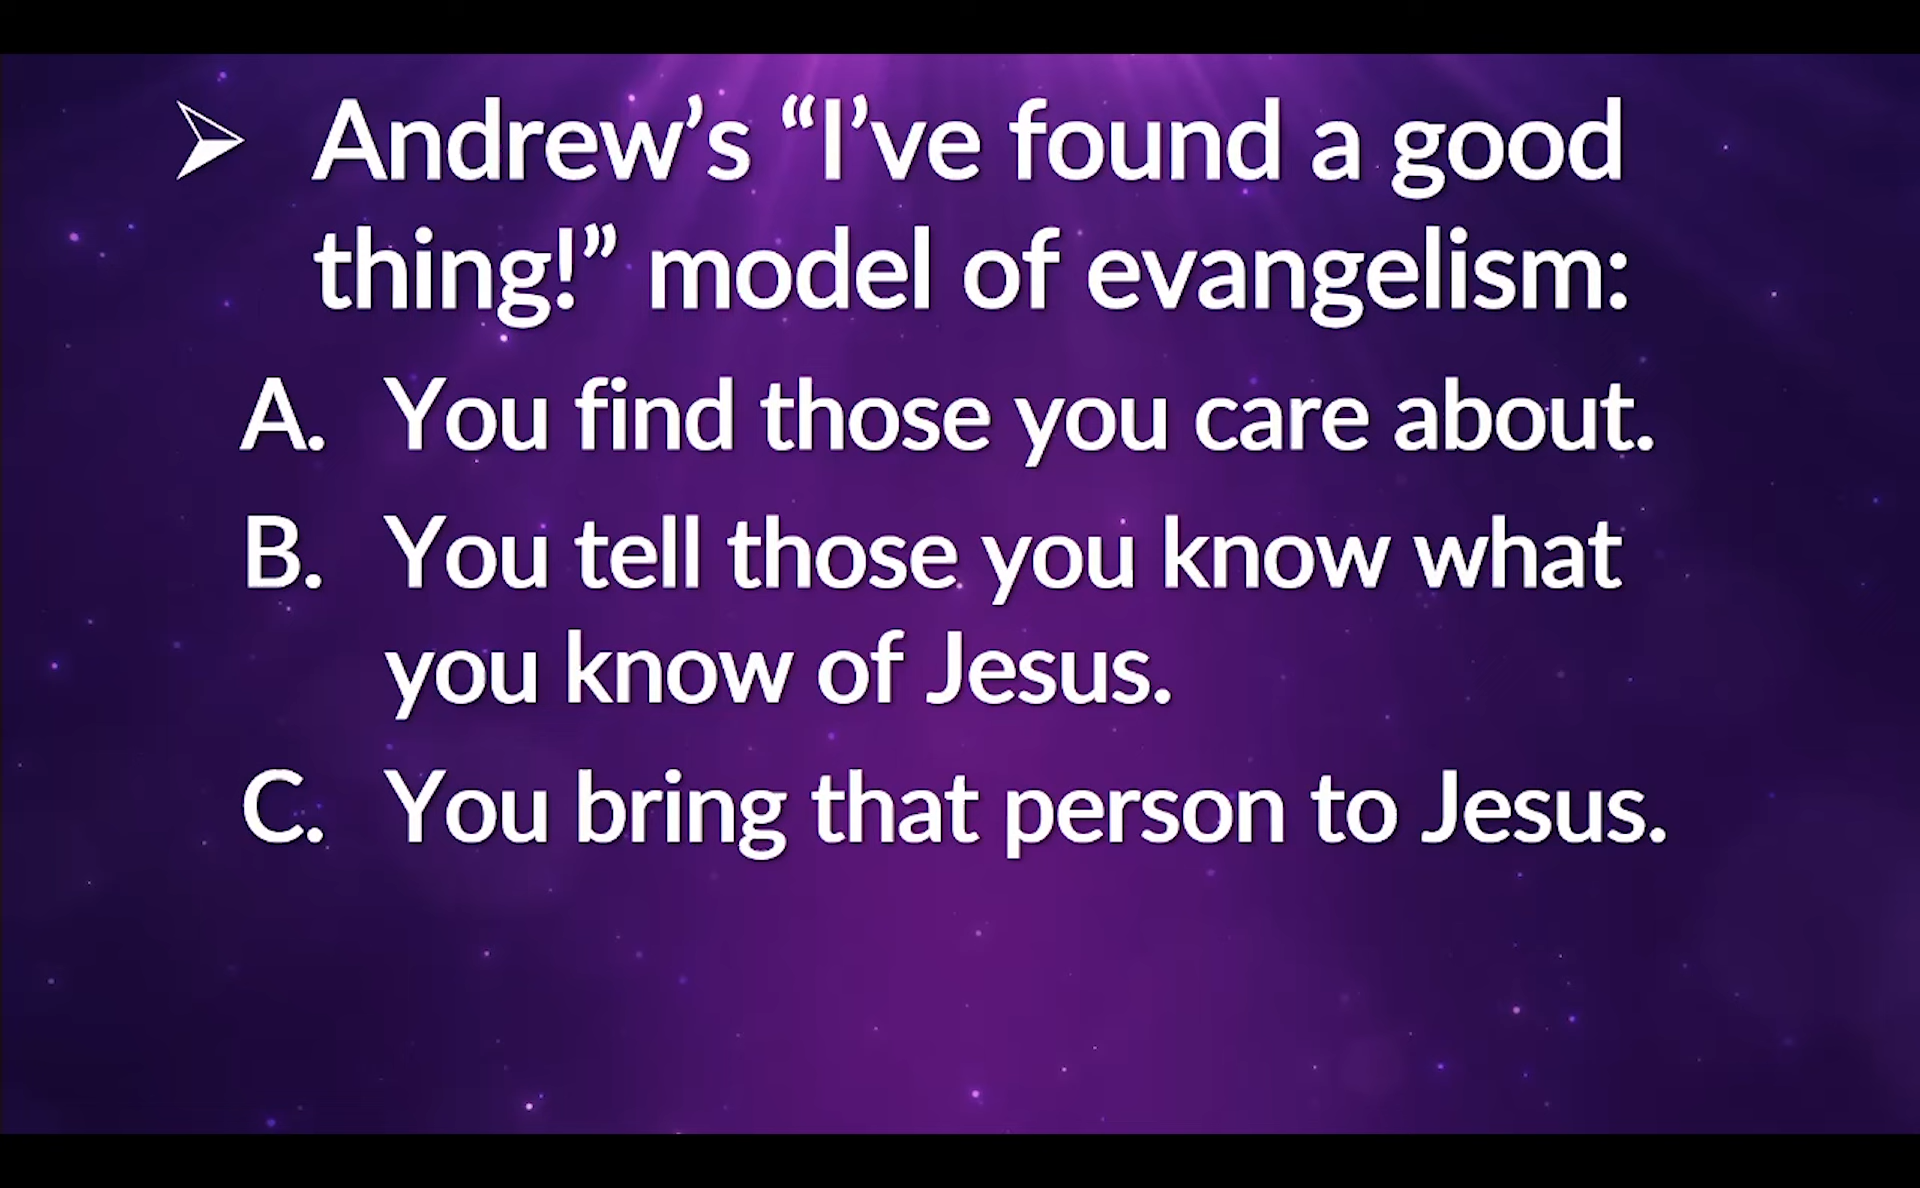 ➢ Andrew’s “I’ve found a good
thing!” model of evangelism:
A. You find those you care about.
B. You tell those you know what
you know of Jesus.
C. You bring that person to Jesus.